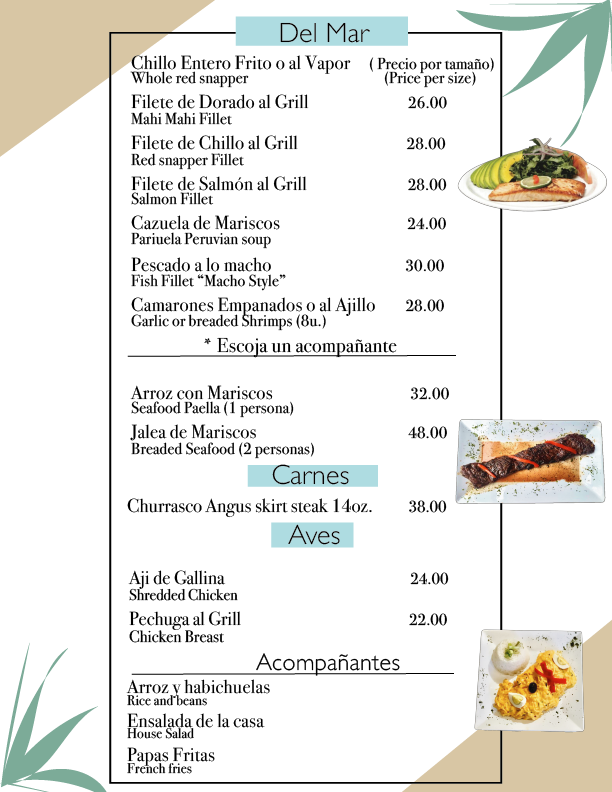 Del Mar
Chillo Entero Frito o al Vapor ( Precio por tamaño)
Whole red snapper (Price per size)
Filete de Dorado al Grill 26.00
Mahi Mahi Fillet
Filete de Chillo al Grill 28.00
Red snapper Fillet
Filete de Salmón al Grill 28.00
Salmon Fillet
Cazuela de Mariscos 24.00
Pariuela Peruvian soup
Pescado a lo macho 30.00
Fish Fillet “Macho Style”
Camarones Empanados o al Ajillo 28.00
Garlic or breaded Shrimps (8u.)
* Escoja un acompañante
Arroz con Mariscos 32.00
Seafood Paella (1 persona)
Jalea de Mariscos 48.00
Breaded Seafood (2 personas)
Carnes
Churrasco Angus skirt steak 14oz. 38.00
Aves
Aji de Gallina 24.00
Shredded Chicken
Pechuga al Grill 22.00
Chicken Breast
Acompañantes
Arroz y habichuelas
Rice and beans
Ensalada de la casa
House Salad
Papas Fritas
French fries